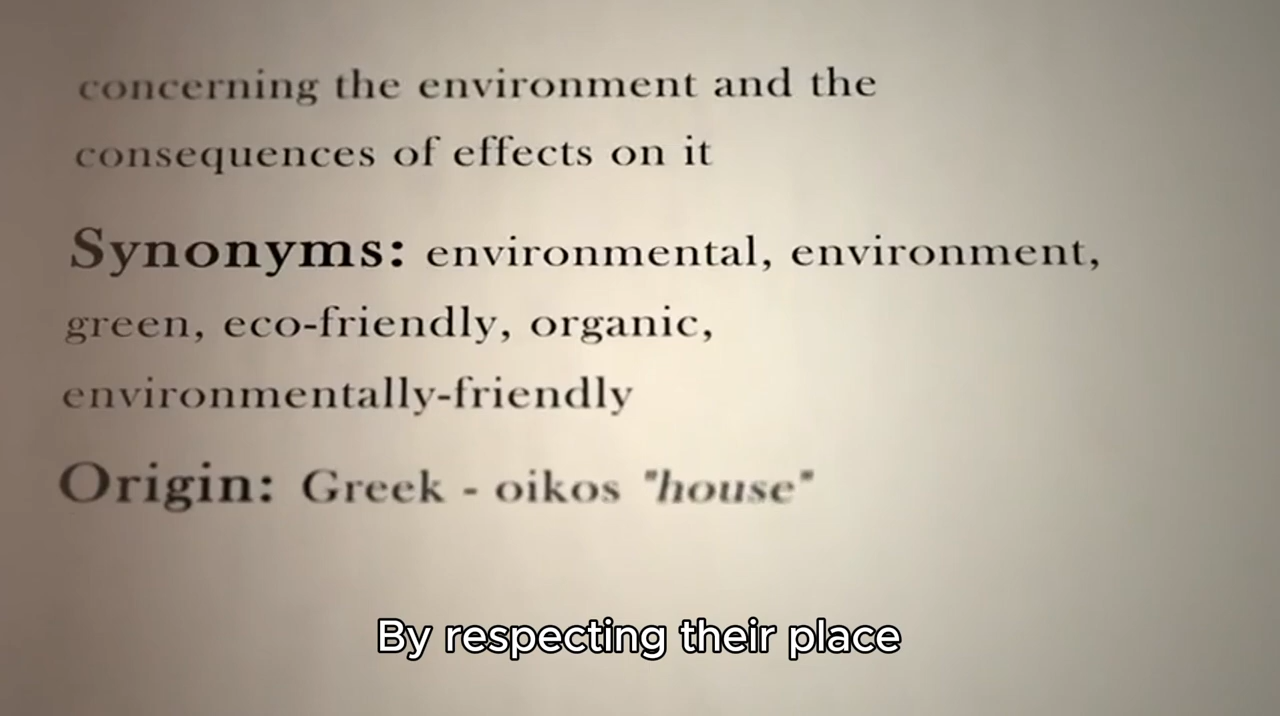 concerning the environment and the
consequences of effects on it
Synonyms: environmental, environment,
green, eco-friendly, organic,
environmentally-friendly
Origin: Greek - oikos "house"
By respecting their place